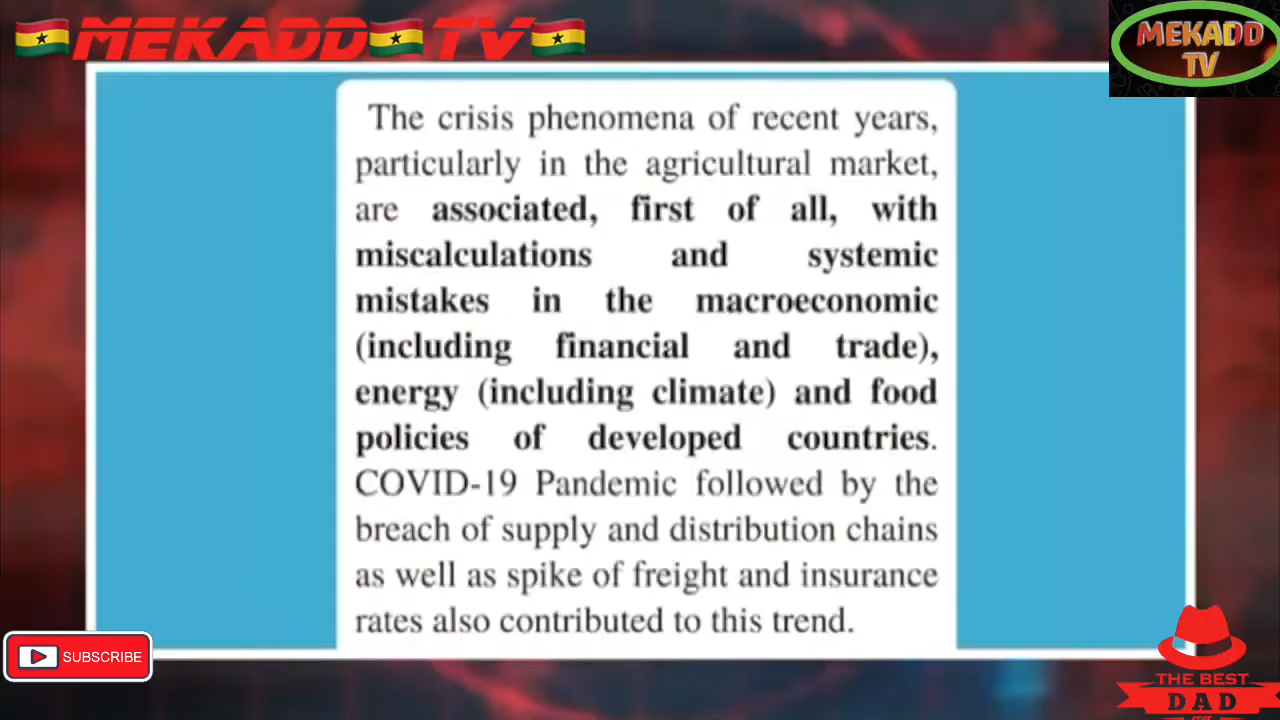 MEKADD TV
MEKADD
TV
The crisis phenomena of recent years,
particularly in the agricultural market,
are associated, first of all, with
miscalculations and systemic
mistakes in the macroeconomic
(including financial and trade),
energy (including climate) and food
policies of developed countries.
COVID-19 Pandemic followed by the
breach of supply and distribution chains
as well as spike of freight and insurance
rates also contributed to this trend.
SUBSCRIBE
THE BEST
DAD